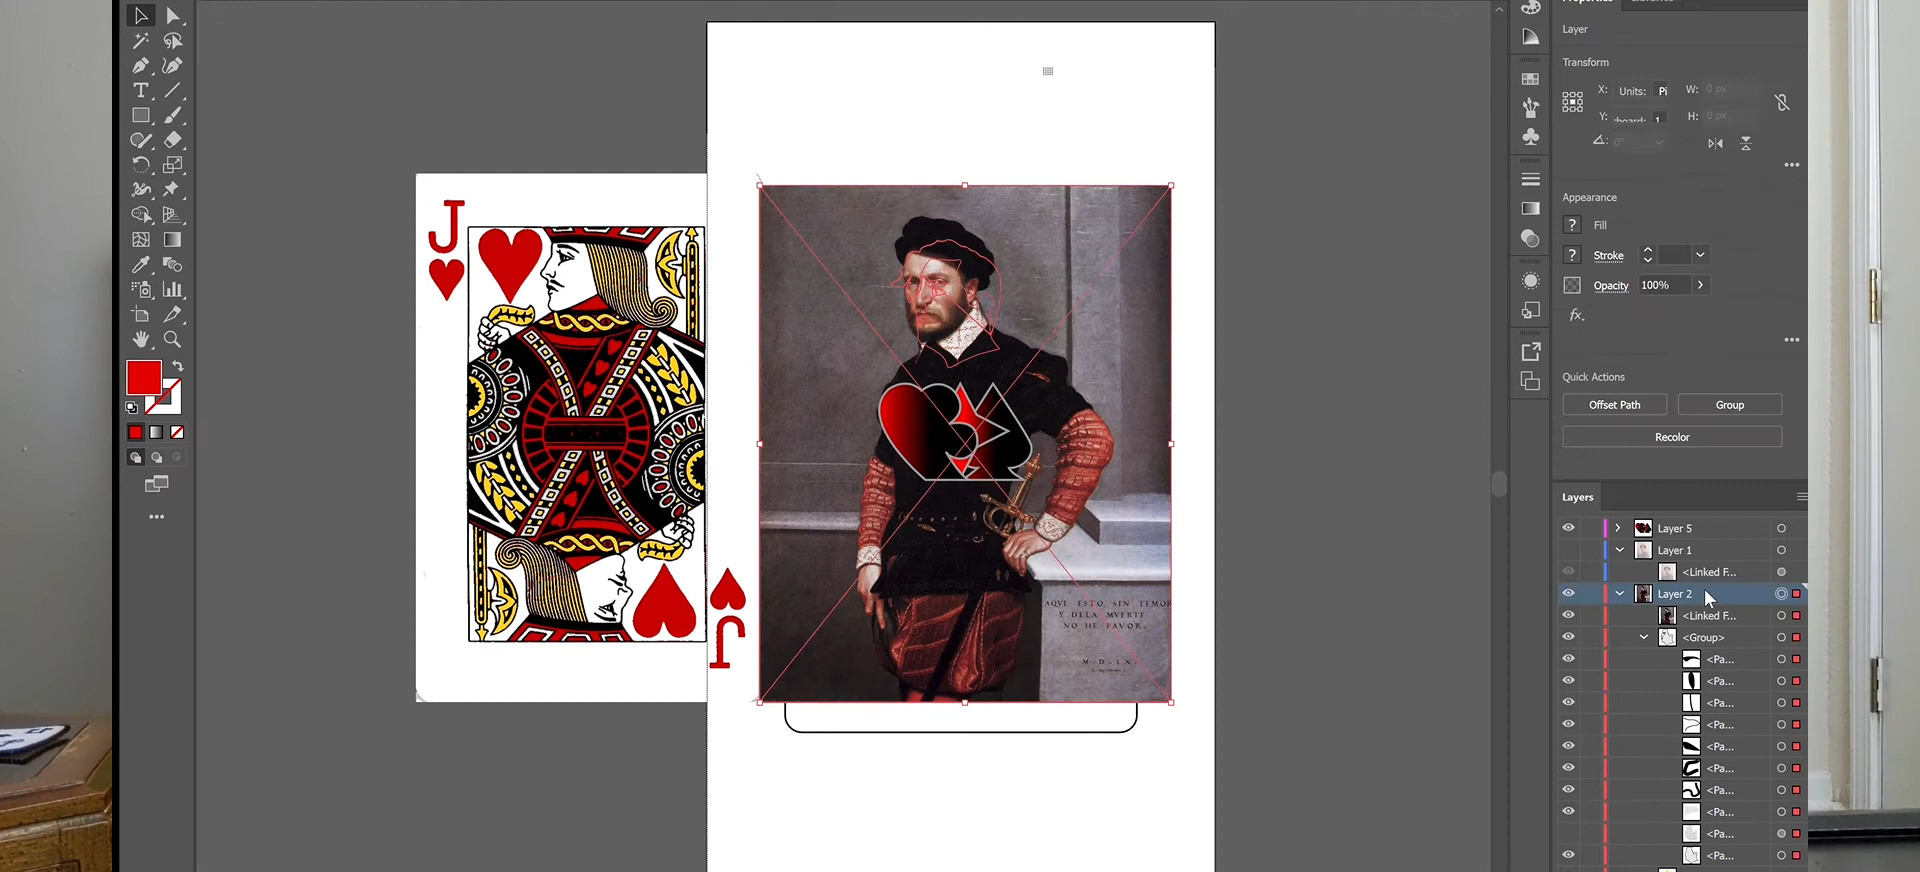 Layer
Transform
X:
Units:
Pi
W:
0 px
Y:
1
H:
0 px
0°
Appearance
?
Fill
?
Stroke
Opacity
100%
fx
Quick Actions
Offset Path
Group
Recolor
Layers
Layer 5
Layer 1
<Linked F...
Layer 2
<Linked F...
<Group>
<Pa...
<Pa...
<Pa...
<Pa...
<Pa...
<Pa...
<Pa...
<Pa...
<Pa...
<Pa...
T
J
J
AQVI ESTO SIN TEMOR
Y DELA MVERTE
NO HE PAVOR.
M.D.LX.